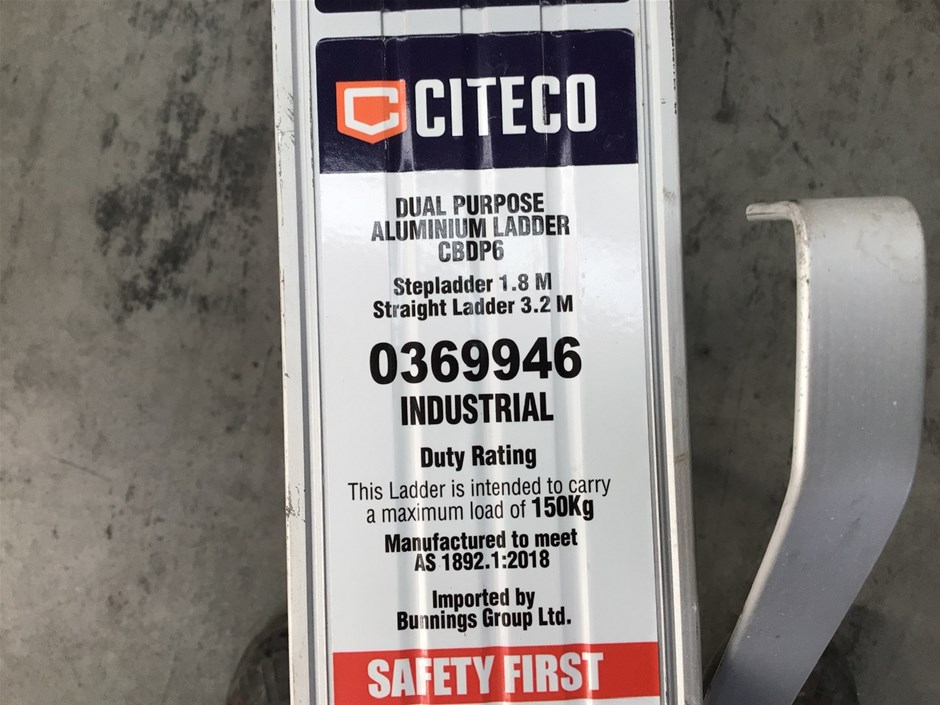 CITECO
DUAL PURPOSE
ALUMINIUM LADDER
CBDP6
Stepladder 1.8 M
Straight Ladder 3.2 M
0369946
INDUSTRIAL
Duty Rating
This Ladder is intended to carry
a maximum load of 150Kg
Manufactured to meet
AS 1892.1:2018
Imported by
Bunnings Group Ltd.
SAFETY FIRST